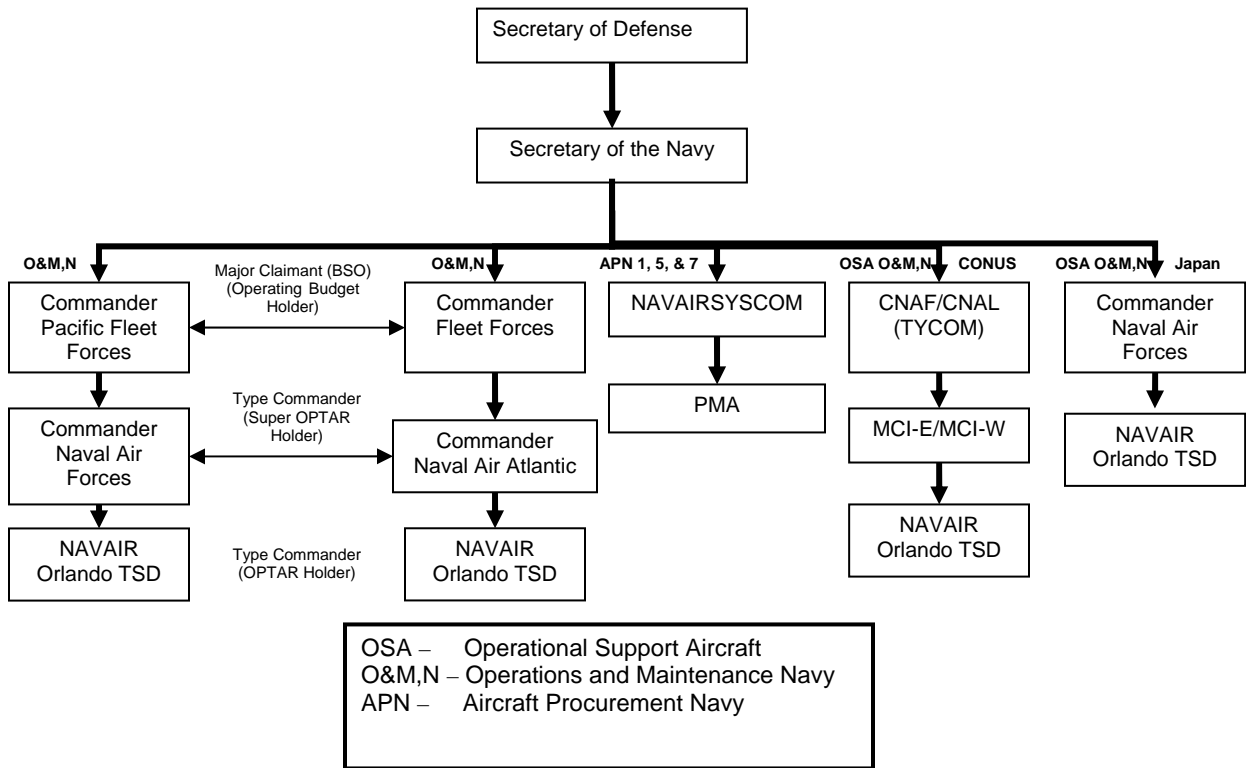 Secretary of Defense
Secretary of the Navy
O&M,N
Major Claimant (BSO)
(Operating Budget
Holder)
O&M,N
APN 1, 5, & 7
OSA O&M,N
CONUS
OSA O&M,N
Japan
Commander
Pacific Fleet
Forces
Commander
Fleet Forces
NAVAIRSYSCOM
CNAF/CNAL
(TYCOM)
Commander
Naval Air
Forces
Commander
Naval Air
Forces
Type Commander
(Super OPTAR
Holder)
Commander
Naval Air Atlantic
PMA
MCI-E/MCI-W
NAVAIR
Orlando TSD
NAVAIR
Orlando TSD
Type Commander
(OPTAR Holder)
NAVAIR
Orlando TSD
NAVAIR
Orlando TSD
OSA – Operational Support Aircraft
O&M,N – Operations and Maintenance Navy
APN – Aircraft Procurement Navy